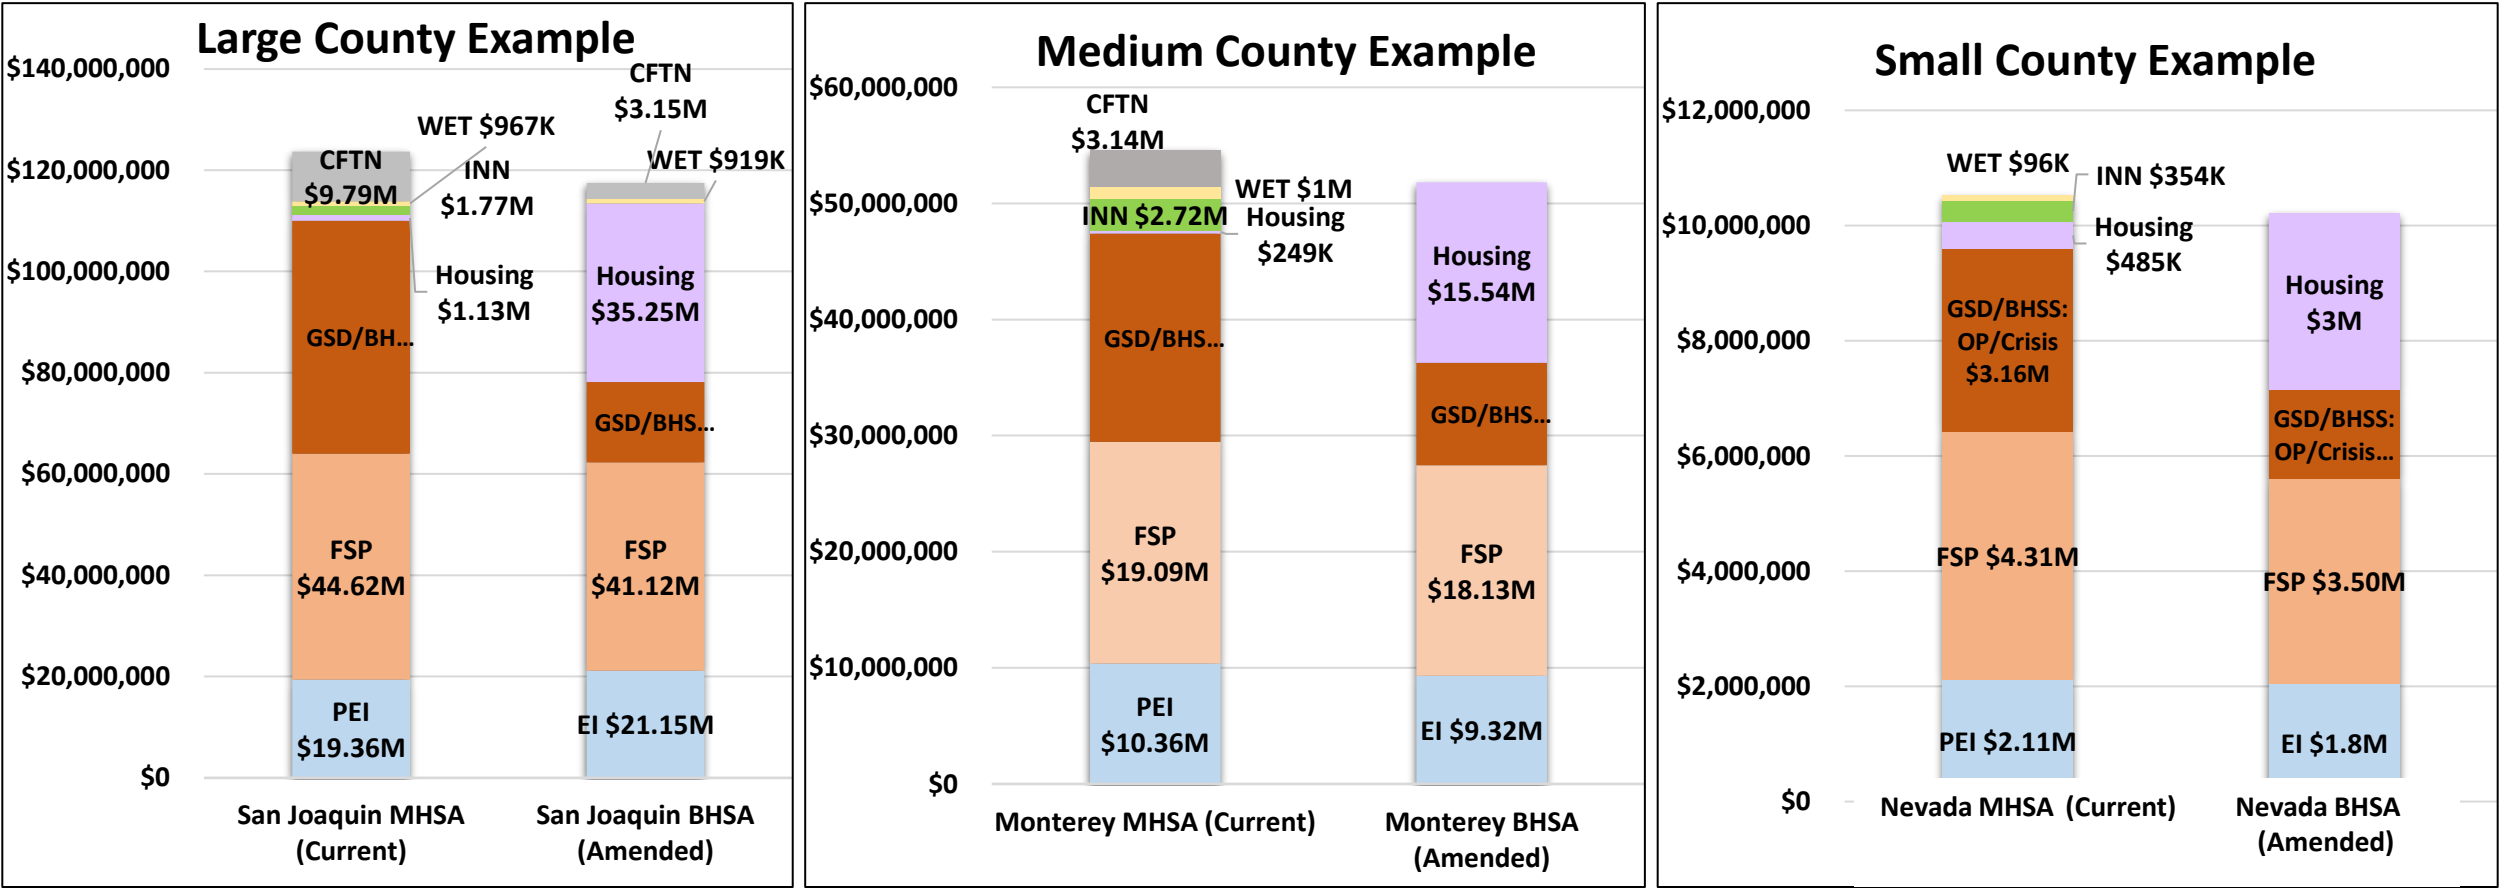 Large County Example
$140,000,000
$120,000,000
$100,000,000
$80,000,000
$60,000,000
$40,000,000
$20,000,000
$0
CFTN
$9.79M
WET $967K
INN
$1.77M
Housing
$1.13M
GSD/BH...
FSP
$44.62M
PEI
$19.36M
CFTN
$3.15M
WET $919K
Housing
$35.25M
GSD/BHS...
FSP
$41.12M
EI $21.15M
San Joaquin MHSA
(Current)
San Joaquin BHSA
(Amended)
Medium County Example
$60,000,000
$50,000,000
$40,000,000
$30,000,000
$20,000,000
$10,000,000
$0
CFTN
$3.14M
WET $1M
INN $2.72M
Housing
$249K
GSD/BHS...
FSP
$19.09M
PEI
$10.36M
Housing
$15.54M
GSD/BHS...
FSP
$18.13M
EI $9.32M
Monterey MHSA (Current)
Monterey BHSA
(Amended)
Small County Example
$12,000,000
$10,000,000
$8,000,000
$6,000,000
$4,000,000
$2,000,000
$0
WET $96K
INN $354K
Housing
$485K
GSD/BHSS:
OP/Crisis
$3.16M
FSP $4.31M
PEI $2.11M
Housing
$3M
GSD/BHSS:
OP/Crisis...
FSP $3.50M
EI $1.8M
Nevada MHSA (Current)
Nevada BHSA
(Amended)